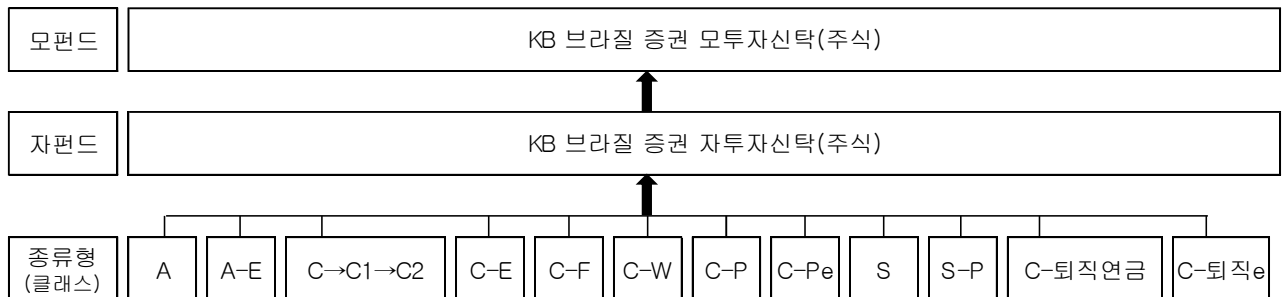 모펀드
KB 브라질 증권 모투자신탁(주식)
자펀드
KB 브라질 증권 자투자신탁(주식)
종류형
(클래스)
A
A-E
C→C1→C2
C-E
C-F
C-W
C-P
C-Pe
S
S-P
C-퇴직연금
C-퇴직e